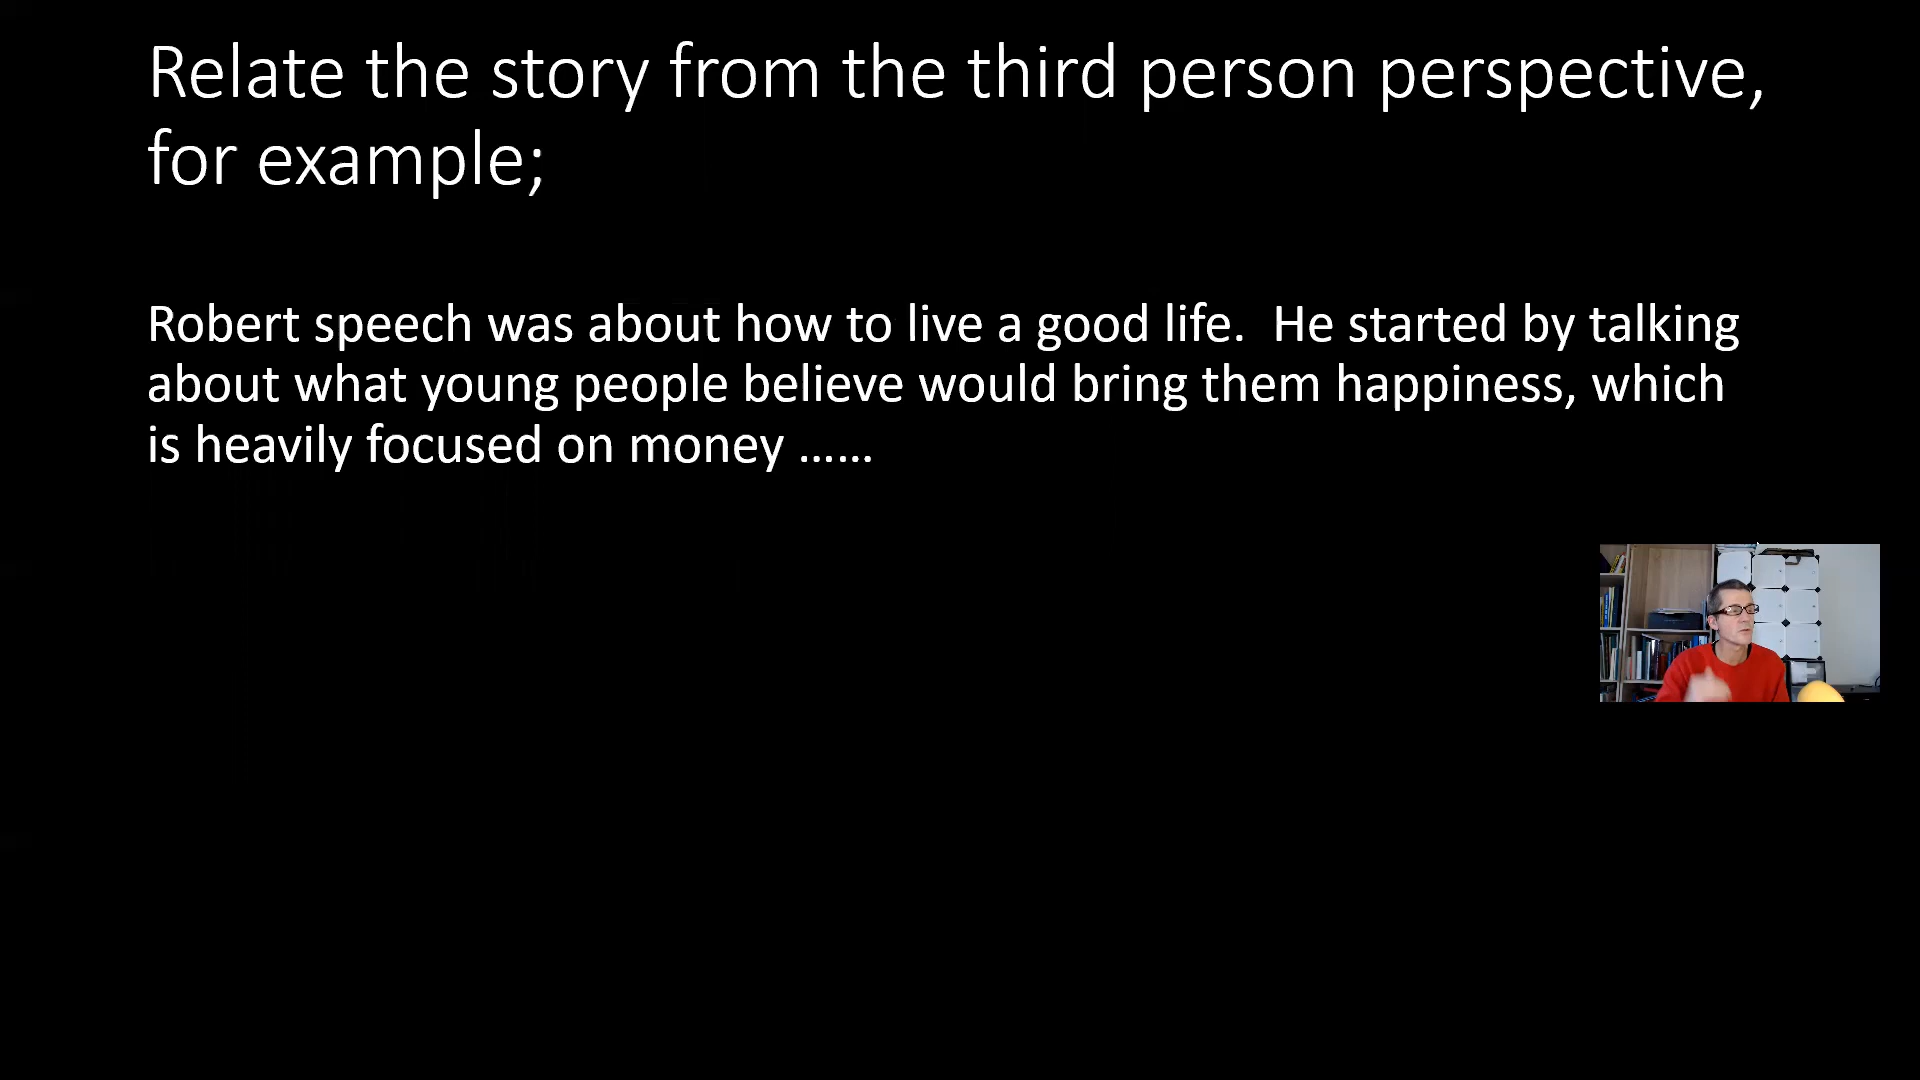 Relate the story from the third person perspective,
for example;
Robert speech was about how to live a good life.  He started by talking
about what young people believe would bring them happiness, which
is heavily focused on money ……